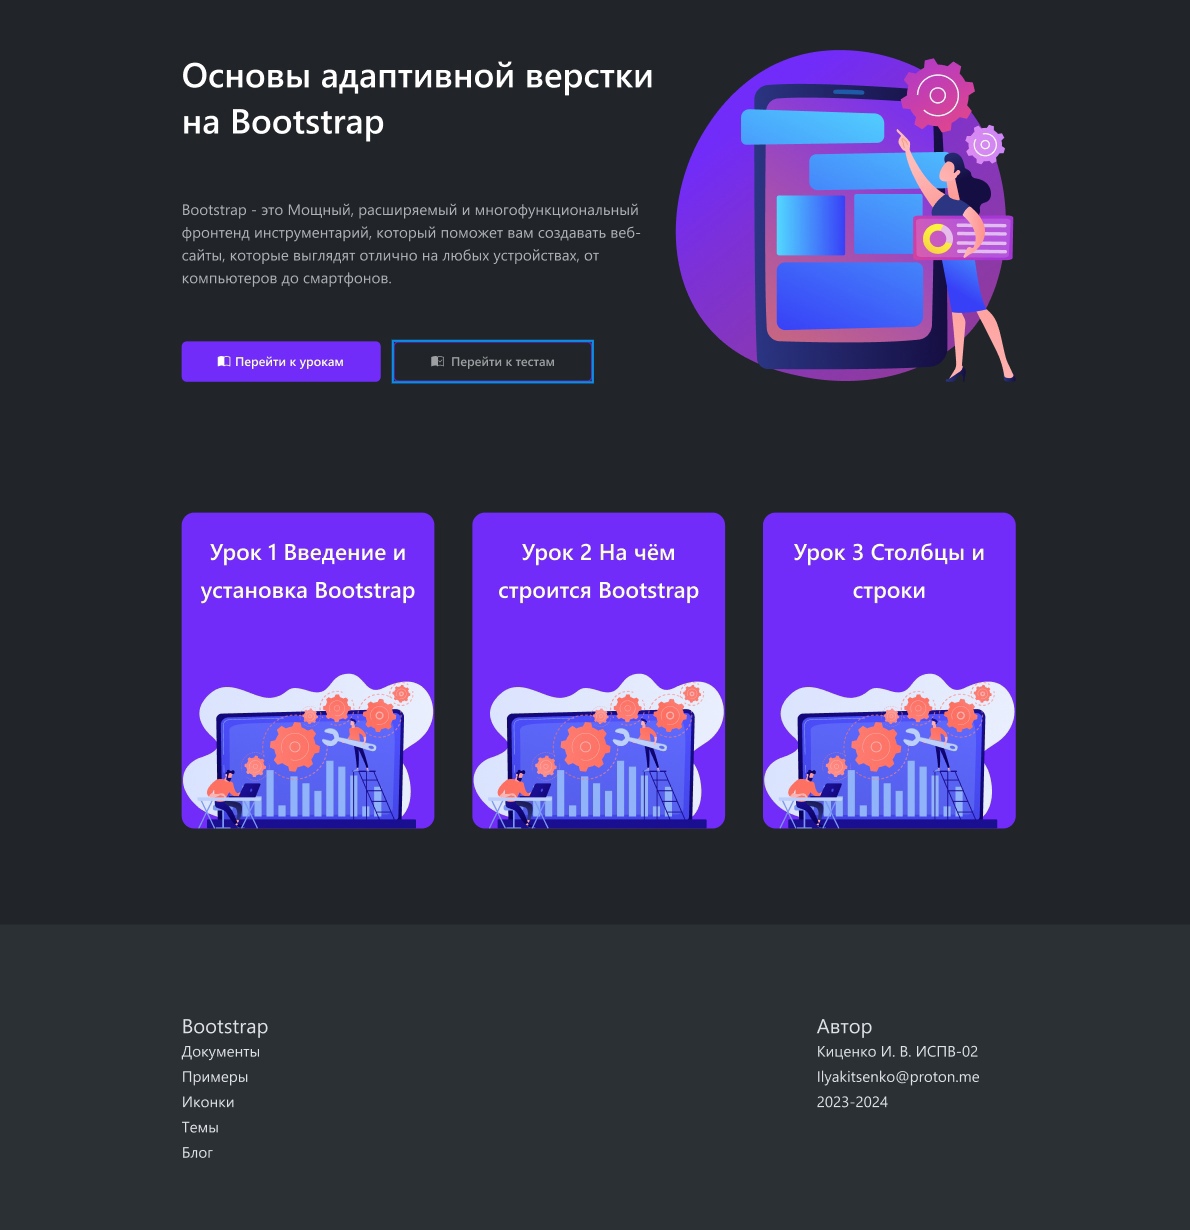 Основы адаптивной верстки
на Bootstrap
Bootstrap - это Мощный, расширяемый и многофункциональный
фронтенд инструментарий, который поможет вам создавать веб-
сайты, которые выглядят отлично на любых устройствах, от
компьютеров до смартфонов.
Перейти к урокам
Перейти к тестам
Урок 1 Введение и
установка Bootstrap
Урок 2 На чём
строится Bootstrap
Урок 3 Столбцы и
строки
Bootstrap
Документы
Примеры
Иконки
Темы
Блог
Автор
Киценко И. В. ИСПВ-02
Ilyakitsenko@proton.me
2023-2024